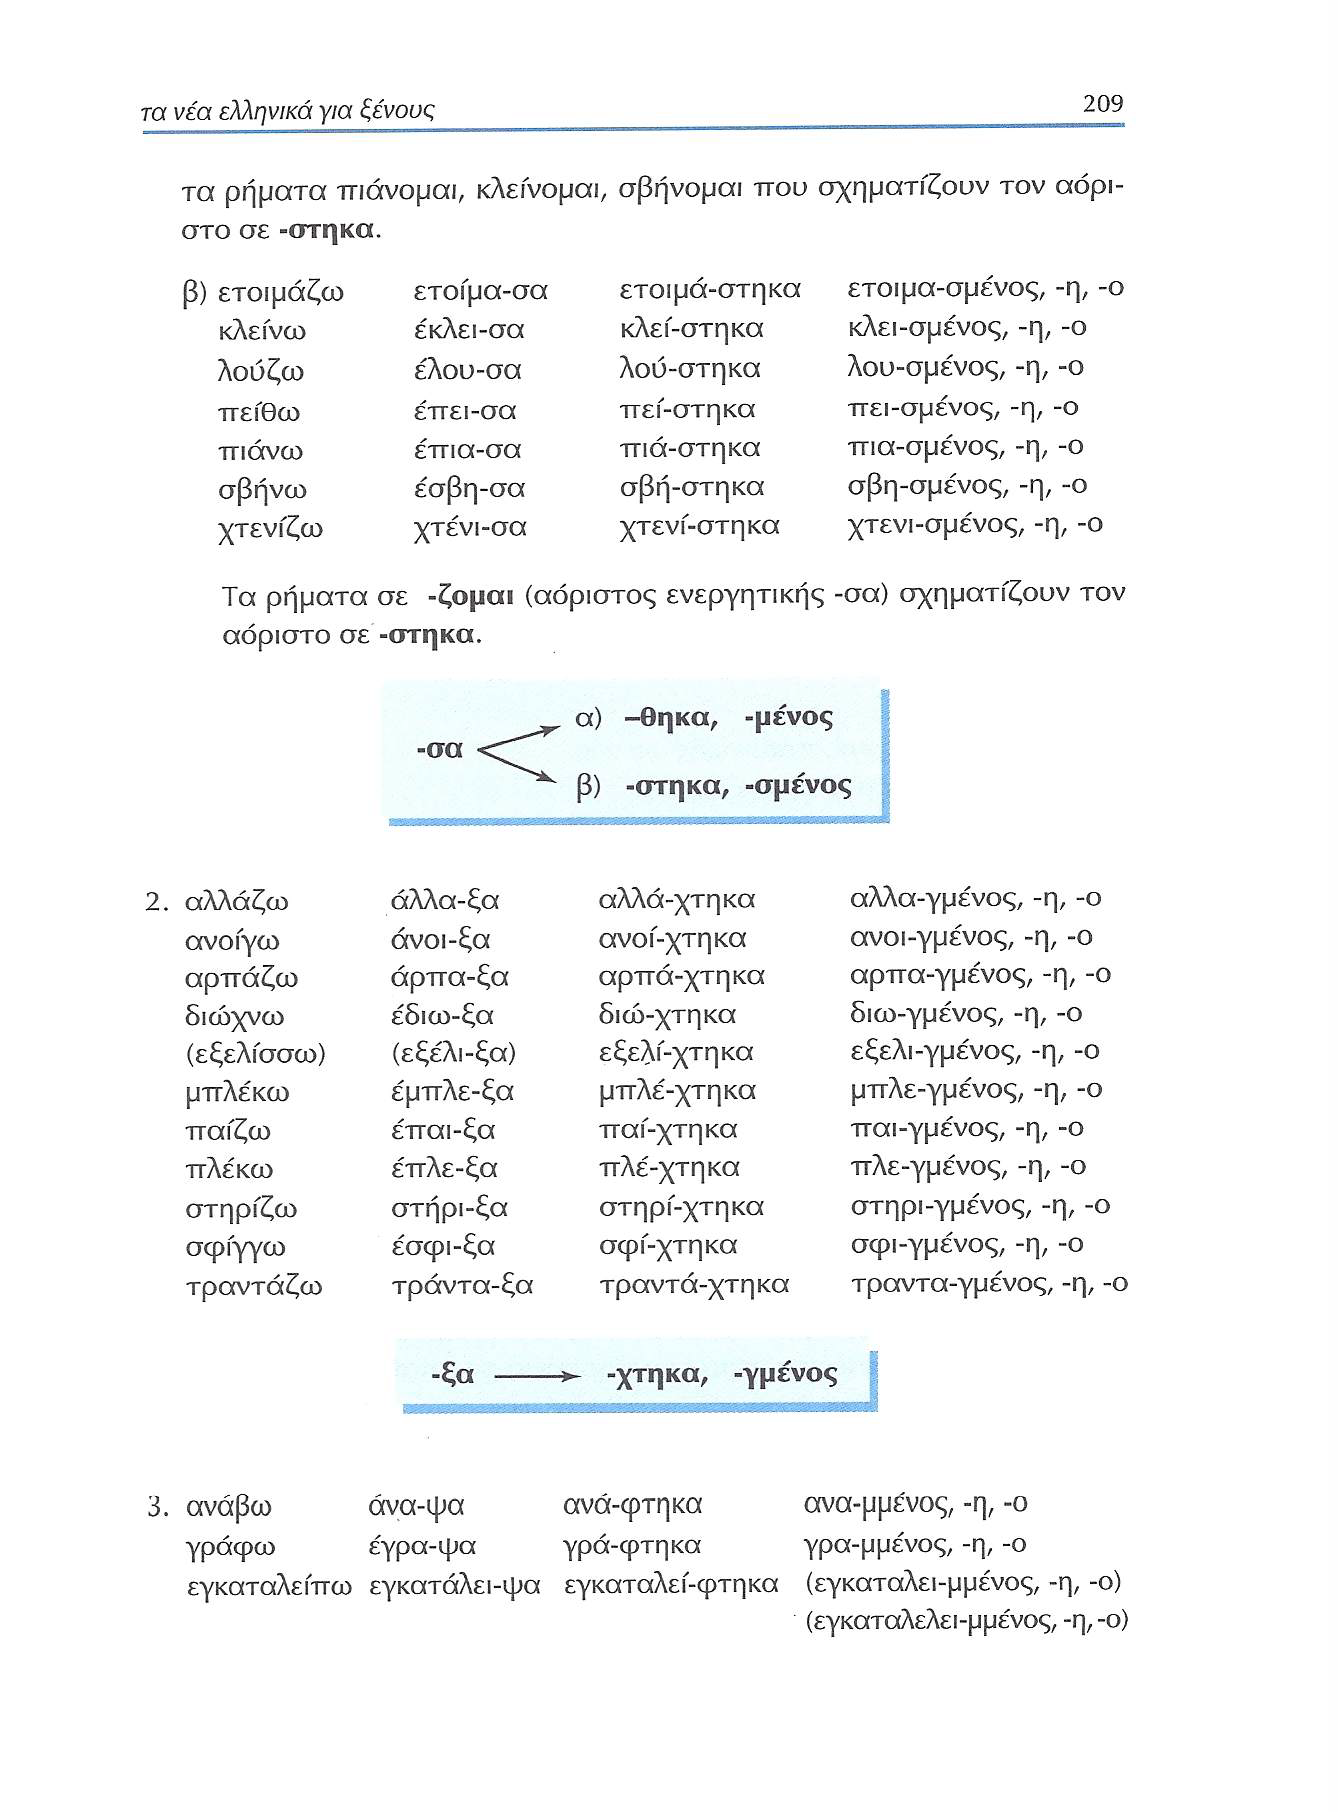 τα νέα ελληνικά για ξένους 209
τα ρήματα πιάνομαι, κλείνομαι, σβήνομαι που σχηματίζουν τον αόρι-
στο σε -στηκα.
β) ετοιμάζω ετοίμα-σα ετοιμά-στηκα ετοιμα-σμένος, -η, -ο
κλείνω έκλει-σα κλεί-στηκα κλει-σμένος, -η, -ο
λούζω έλου-σα λού-στηκα λου-σμένος, -η, -ο
πείθω έπει-σα πεί-στηκα πει-σμένος, -η, -ο
πιάνω έπια-σα πιά-στηκα πια-σμένος, -η, -ο
σβήνω έσβη-σα σβή-στηκα σβη-σμένος, -η, -ο
χτενίζω χτένι-σα χτενί-στηκα χτενι-σμένος, -η, -ο
Τα ρήματα σε -ζομαι (αόριστος ενεργητικής -σα) σχηματίζουν τον
αόριστο σε -στηκα.
α) –θηκα, -μένος
-σα
β) -στηκα, -σμένος
2. αλλάζω άλλα-ξα αλλά-χτηκα αλλα-γμένος, -η, -ο
ανοίγω άνοι-ξα ανοί-χτηκα ανοι-γμένος, -η, -ο
αρπάζω άρπα-ξα αρπά-χτηκα αρπα-γμένος, -η, -ο
διώχνω έδιω-ξα διώ-χτηκα διω-γμένος, -η, -ο
(εξελίσσω) (εξέλι-ξα) εξελί-χτηκα εξελι-γμένος, -η, -ο
μπλέκω έμπλε-ξα μπλέ-χτηκα μπλε-γμένος, -η, -ο
παίζω έπαι-ξα παί-χτηκα παι-γμένος, -η, -ο
πλέκω έπλε-ξα πλέ-χτηκα πλε-γμένος, -η, -ο
στηρίζω στήρι-ξα στηρί-χτηκα στηρι-γμένος, -η, -ο
σφίγγω έσφι-ξα σφί-χτηκα σφι-γμένος, -η, -ο
τραντάζω τράντα-ξα τραντά-χτηκα τραντα-γμένος, -η, -ο
-ξα -χτηκα, -γμένος
3. ανάβω άνα-ψα ανά-φτηκα ανα-μμένος, -η, -ο
γράφω έγρα-ψα γρά-φτηκα γρα-μμένος, -η, -ο
εγκαταλείπω εγκατάλει-ψα εγκαταλεί-φτηκα (εγκαταλει-μμένος, -η, -ο)
(εγκαταλελει-μμένος, -η, -ο)